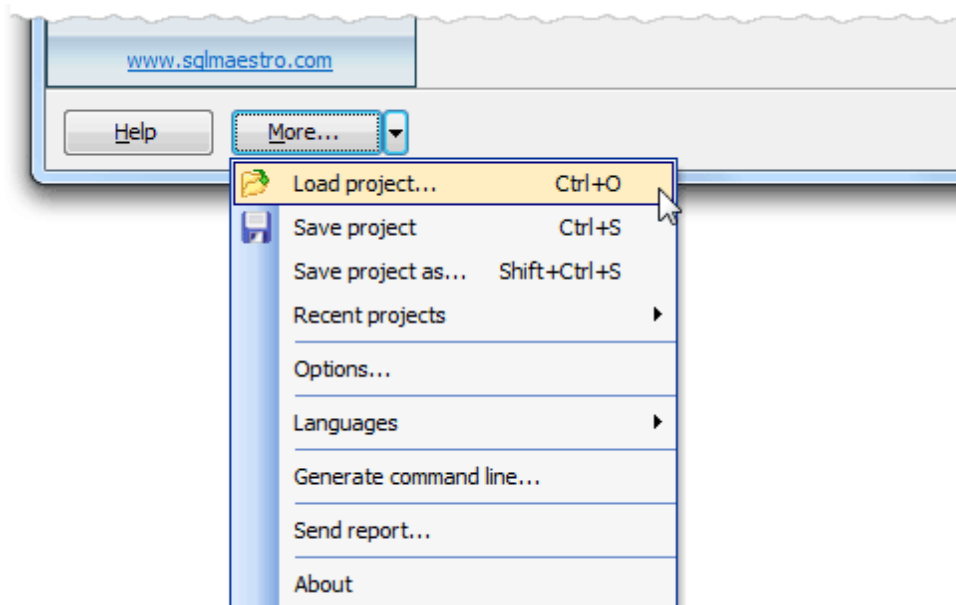 www.sqlmaestro.com
Help More...
Load project... Ctrl+O
Save project Ctrl+S
Save project as... Shift+Ctrl+S
Recent projects
Options...
Languages
Generate command line...
Send report...
About